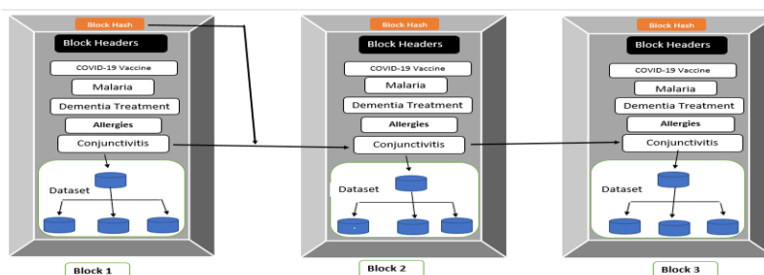 Block Hash
Block Headers
COVID-19 Vaccine
Malaria
Dementia Treatment
Allergies
Conjunctivitis
Dataset
Block 1
Block Hash
Block Headers
COVID-19 Vaccine
Malaria
Dementia Treatment
Allergies
Conjunctivitis
Dataset
Block 2
Block Hash
Block Headers
COVID-19 Vaccine
Malaria
Dementia Treatment
Allergies
Conjunctivitis
Dataset
Block 3